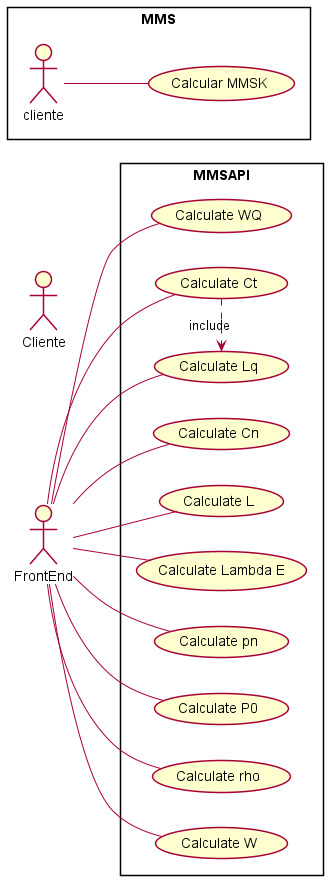 MMS
Calcular MMSK
cliente
MMSAPI
Calculate WQ
Calculate Ct
include
Cliente
Calculate Lq
Calculate Cn
Calculate L
Calculate Lambda E
FrontEnd
Calculate pn
Calculate P0
Calculate rho
Calculate W